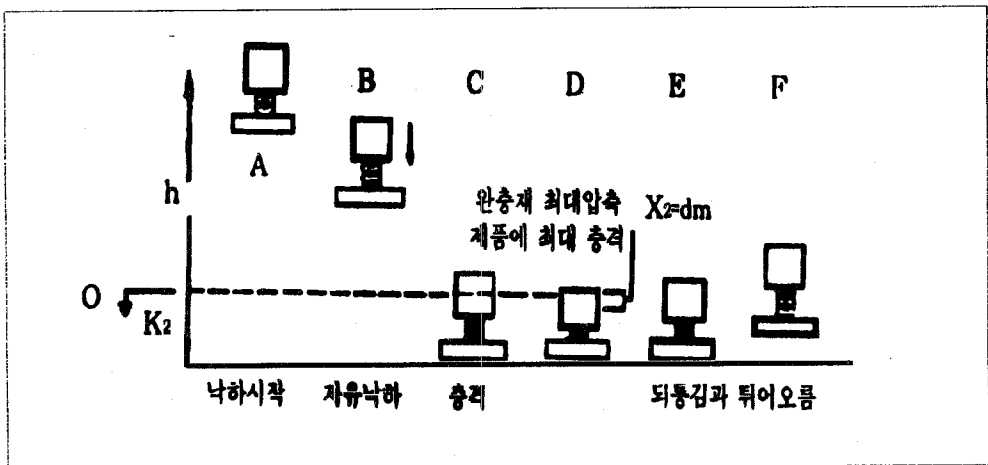 A
B
C
D
E
F
h
완충재 최대압축
제품에 최대 충격
X₂=dm
O
K₂
낙하시작
자유낙하
충격
되튕김과 튀어오름